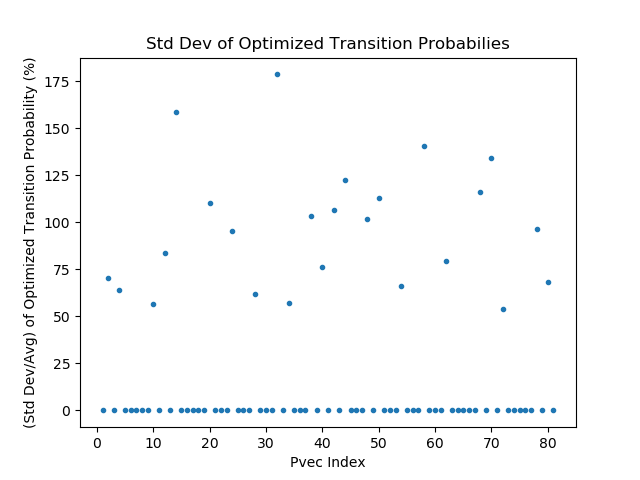 Std Dev of Optimized Transition Probabilies
(Std Dev/Avg) of Optimized Transition Probability (%)
175
150
125
100
75
50
25
0
0 10 20 30 40 50 60 70 80
Pvec Index